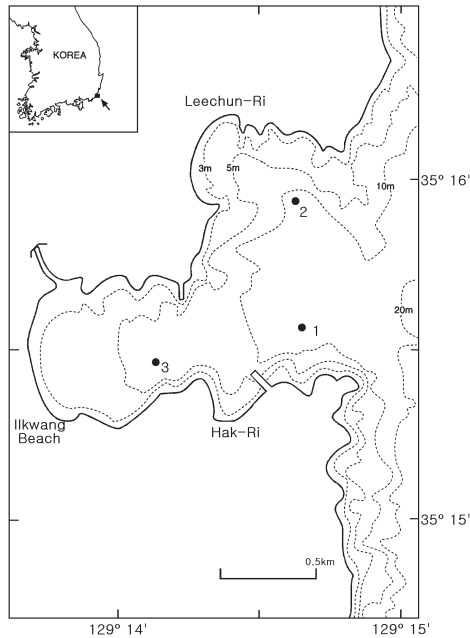 KOREA
Leechun-Ri
3m
5m
35° 16'
10m
2
20m
1
3
Ilkwang
Beach
Hak-Ri
35° 15'
0.5km
129° 14'
129° 15'